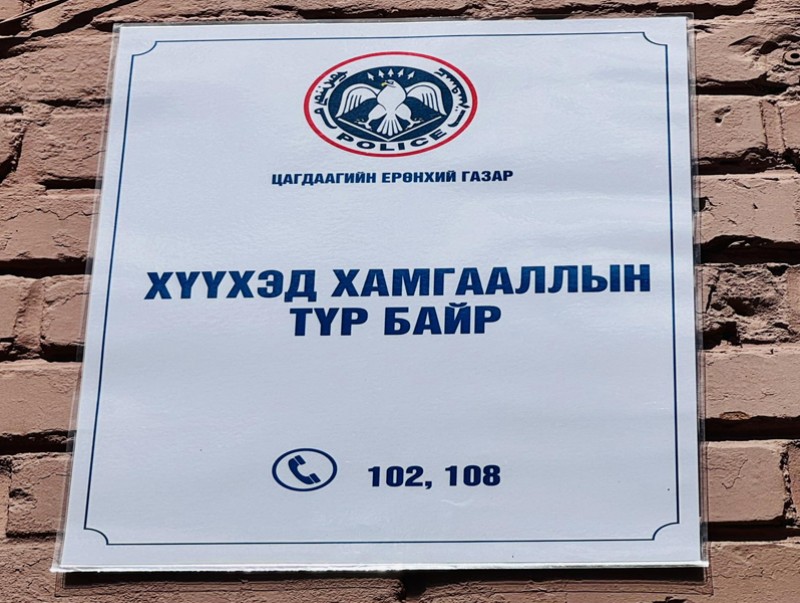 POLICE
ЦАГДААГИЙН ЕРӨНХИЙ ГАЗАР
ХҮҮХЭД ХАМГААЛЛЫН
ТҮР БАЙР
102, 108